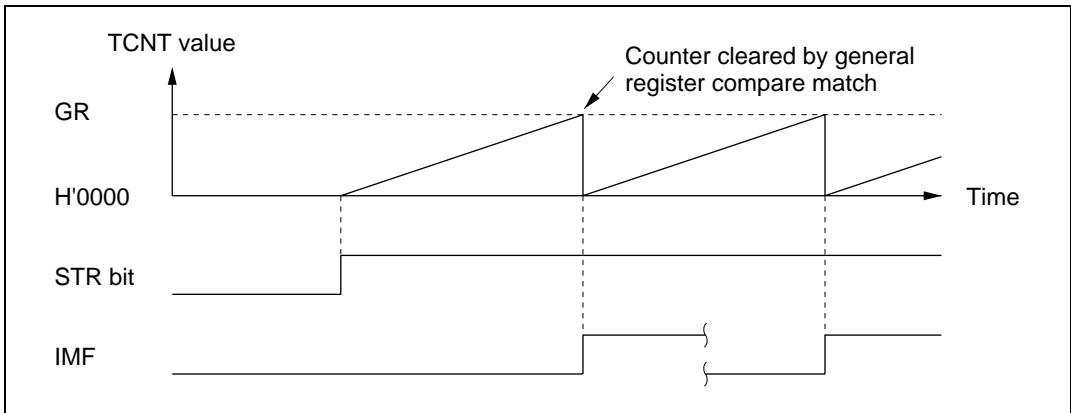 TCNT value
Counter cleared by general
register compare match
GR
H'0000
Time
STR bit
IMF